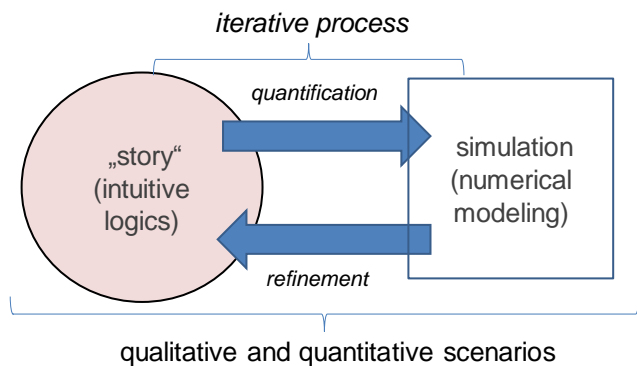 iterative process
quantification
„story“
(intuitive
logics)
simulation
(numerical
modeling)
refinement
qualitative and quantitative scenarios